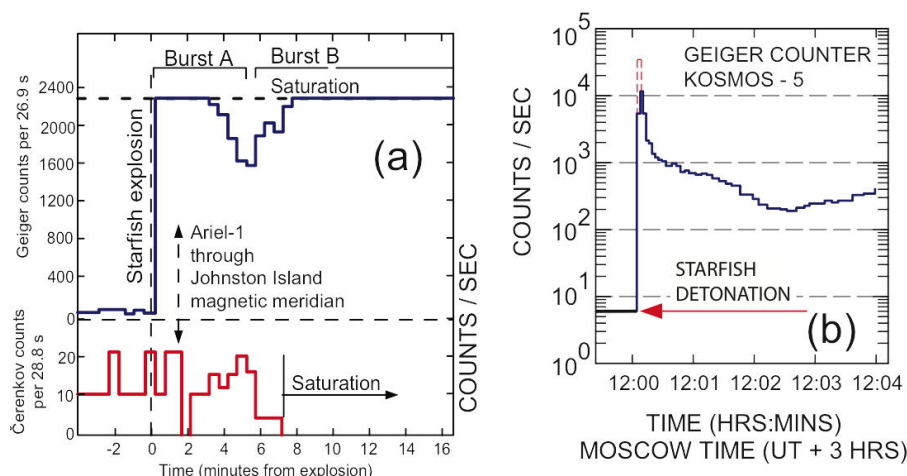 Burst A
Burst B
Saturation
2400
2000
1600
1200
800
400
0
Geiger counts per 26.9 s
Starfish explosion
(a)
Ariel-1
through
Johnston Island
magnetic meridian
20
10
0
Čerenkov counts
per 28.8 s
Saturation
-2 0 2 4 6 8 10 12 14 16
Time (minutes from explosion)
COUNTS / SEC
COUNTS / SEC
10^5
10^4
10^3
10^2
10^1
10^0
GEIGER COUNTER
KOSMOS - 5
STARFISH
DETONATION
(b)
12:00 12:01 12:02 12:03 12:04
TIME (HRS:MINS)
MOSCOW TIME (UT + 3 HRS)